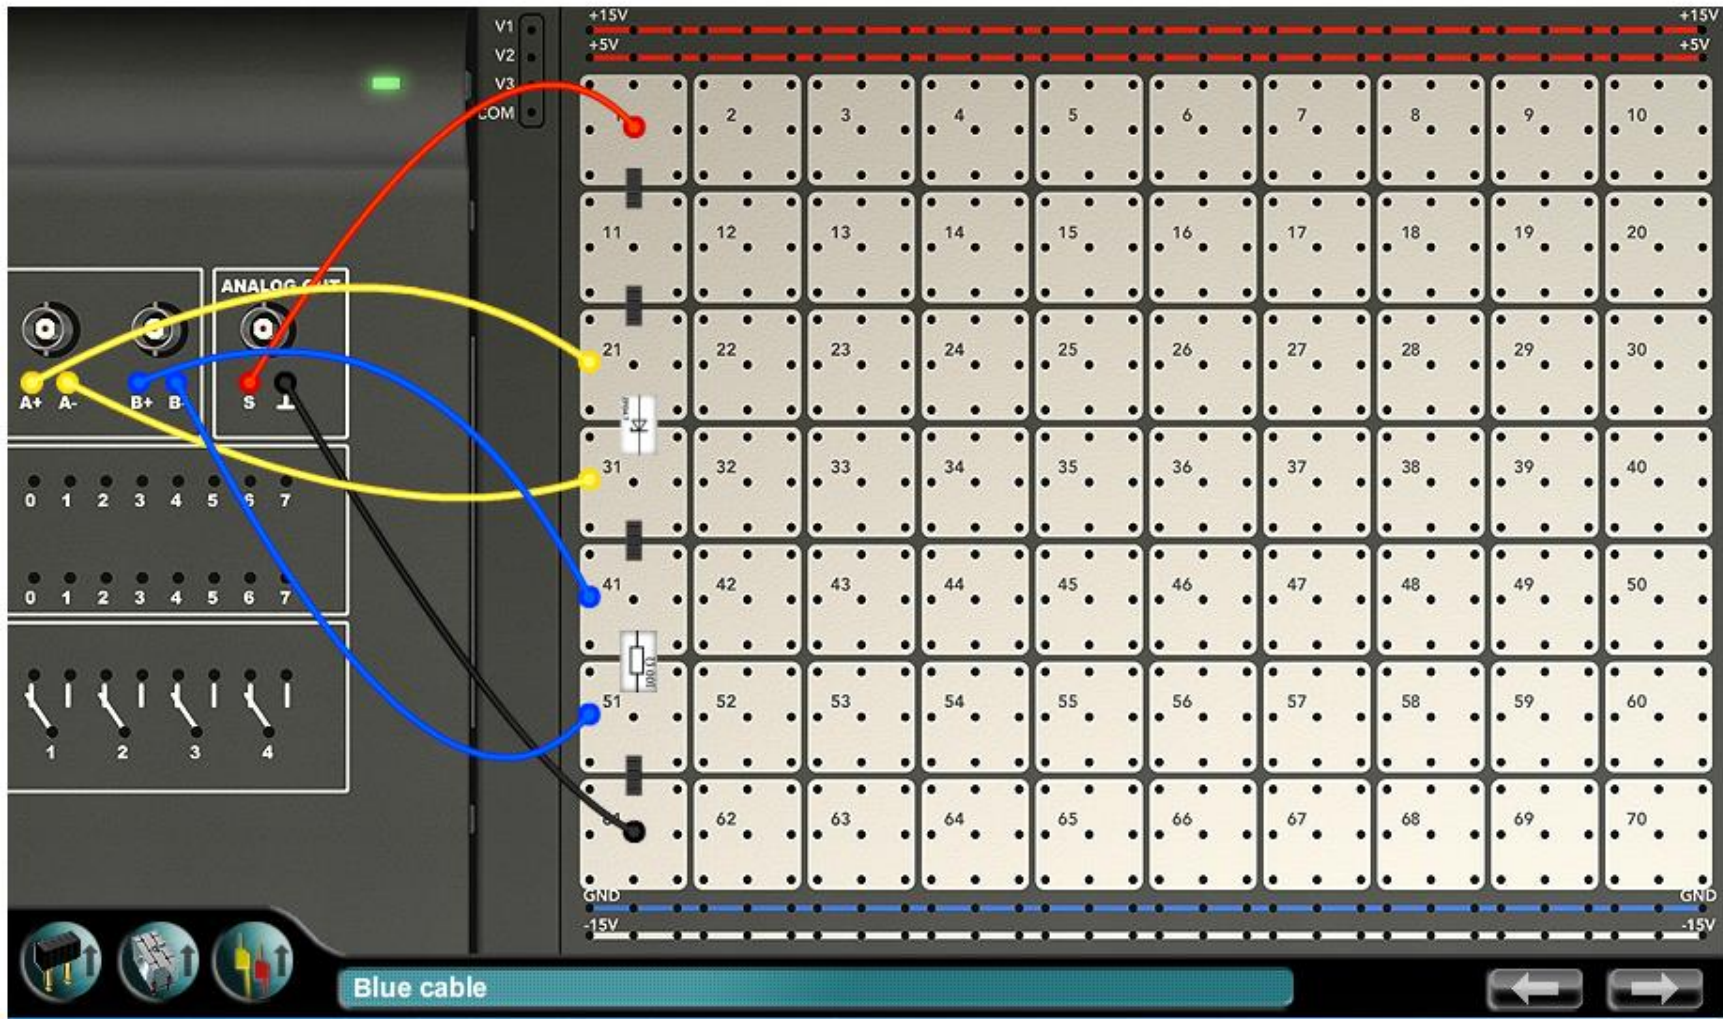 V1 +15V +15V
V2 +5V +5V
V3
COM
2 3 4 5 6 7 8 9 10
11 12 13 14 15 16 17 18 19 20
ANALOG OUT
21 22 23 24 25 26 27 28 29 30
A+ A- B+ B- S
31 32 33 34 35 36 37 38 39 40
0 1 2 3 4 5 6 7
41 42 43 44 45 46 47 48 49 50
0 1 2 3 4 5 6 7
100 Ω
51 52 53 54 55 56 57 58 59 60
1 2 3 4
61 62 63 64 65 66 67 68 69 70
GND GND
-15V -15V
Blue cable